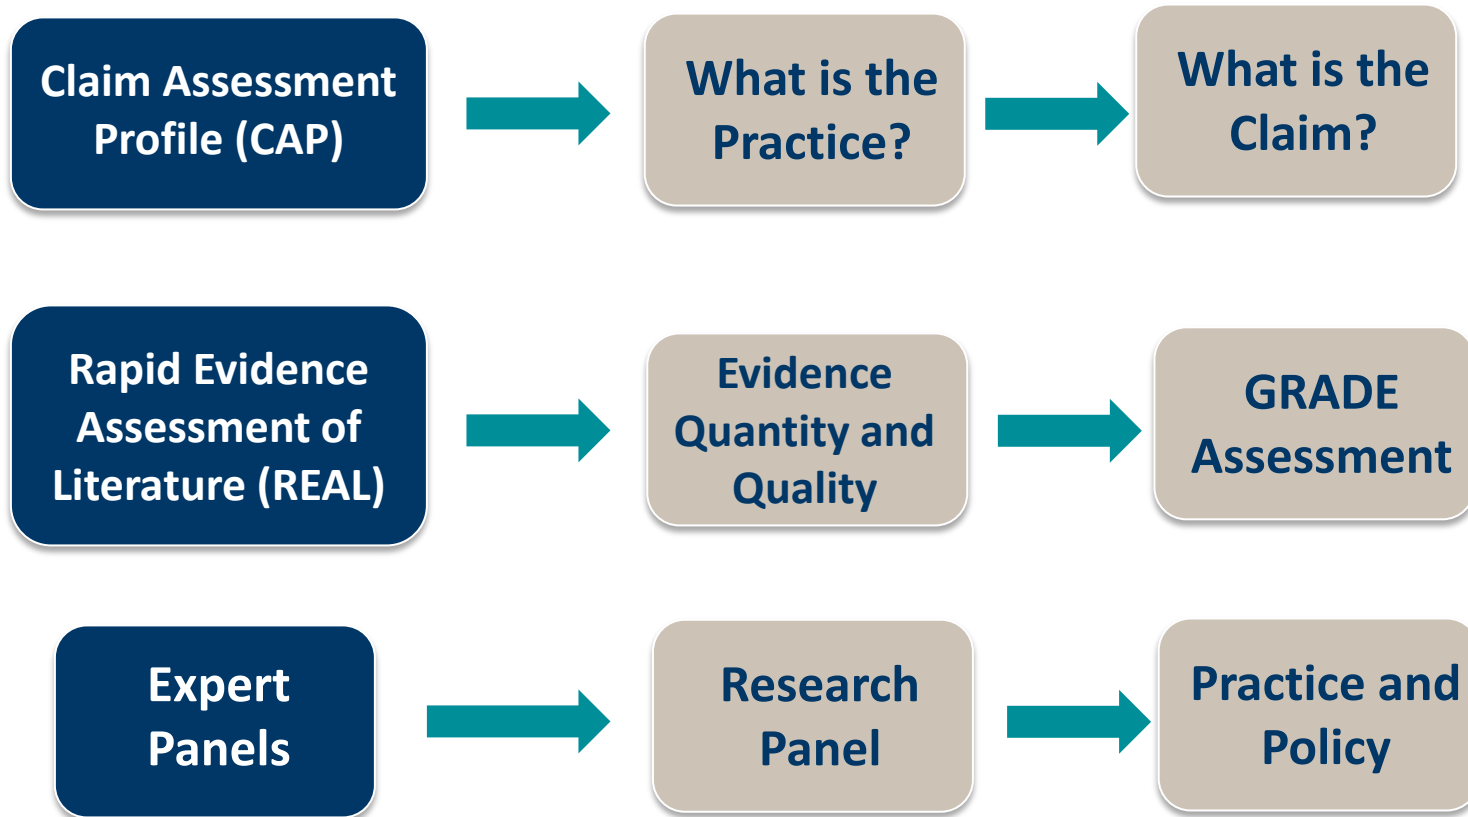 Claim Assessment
Profile (CAP)
What is the
Practice?
What is the
Claim?
Rapid Evidence
Assessment of
Literature (REAL)
Evidence
Quantity and
Quality
GRADE
Assessment
Expert
Panels
Research
Panel
Practice and
Policy